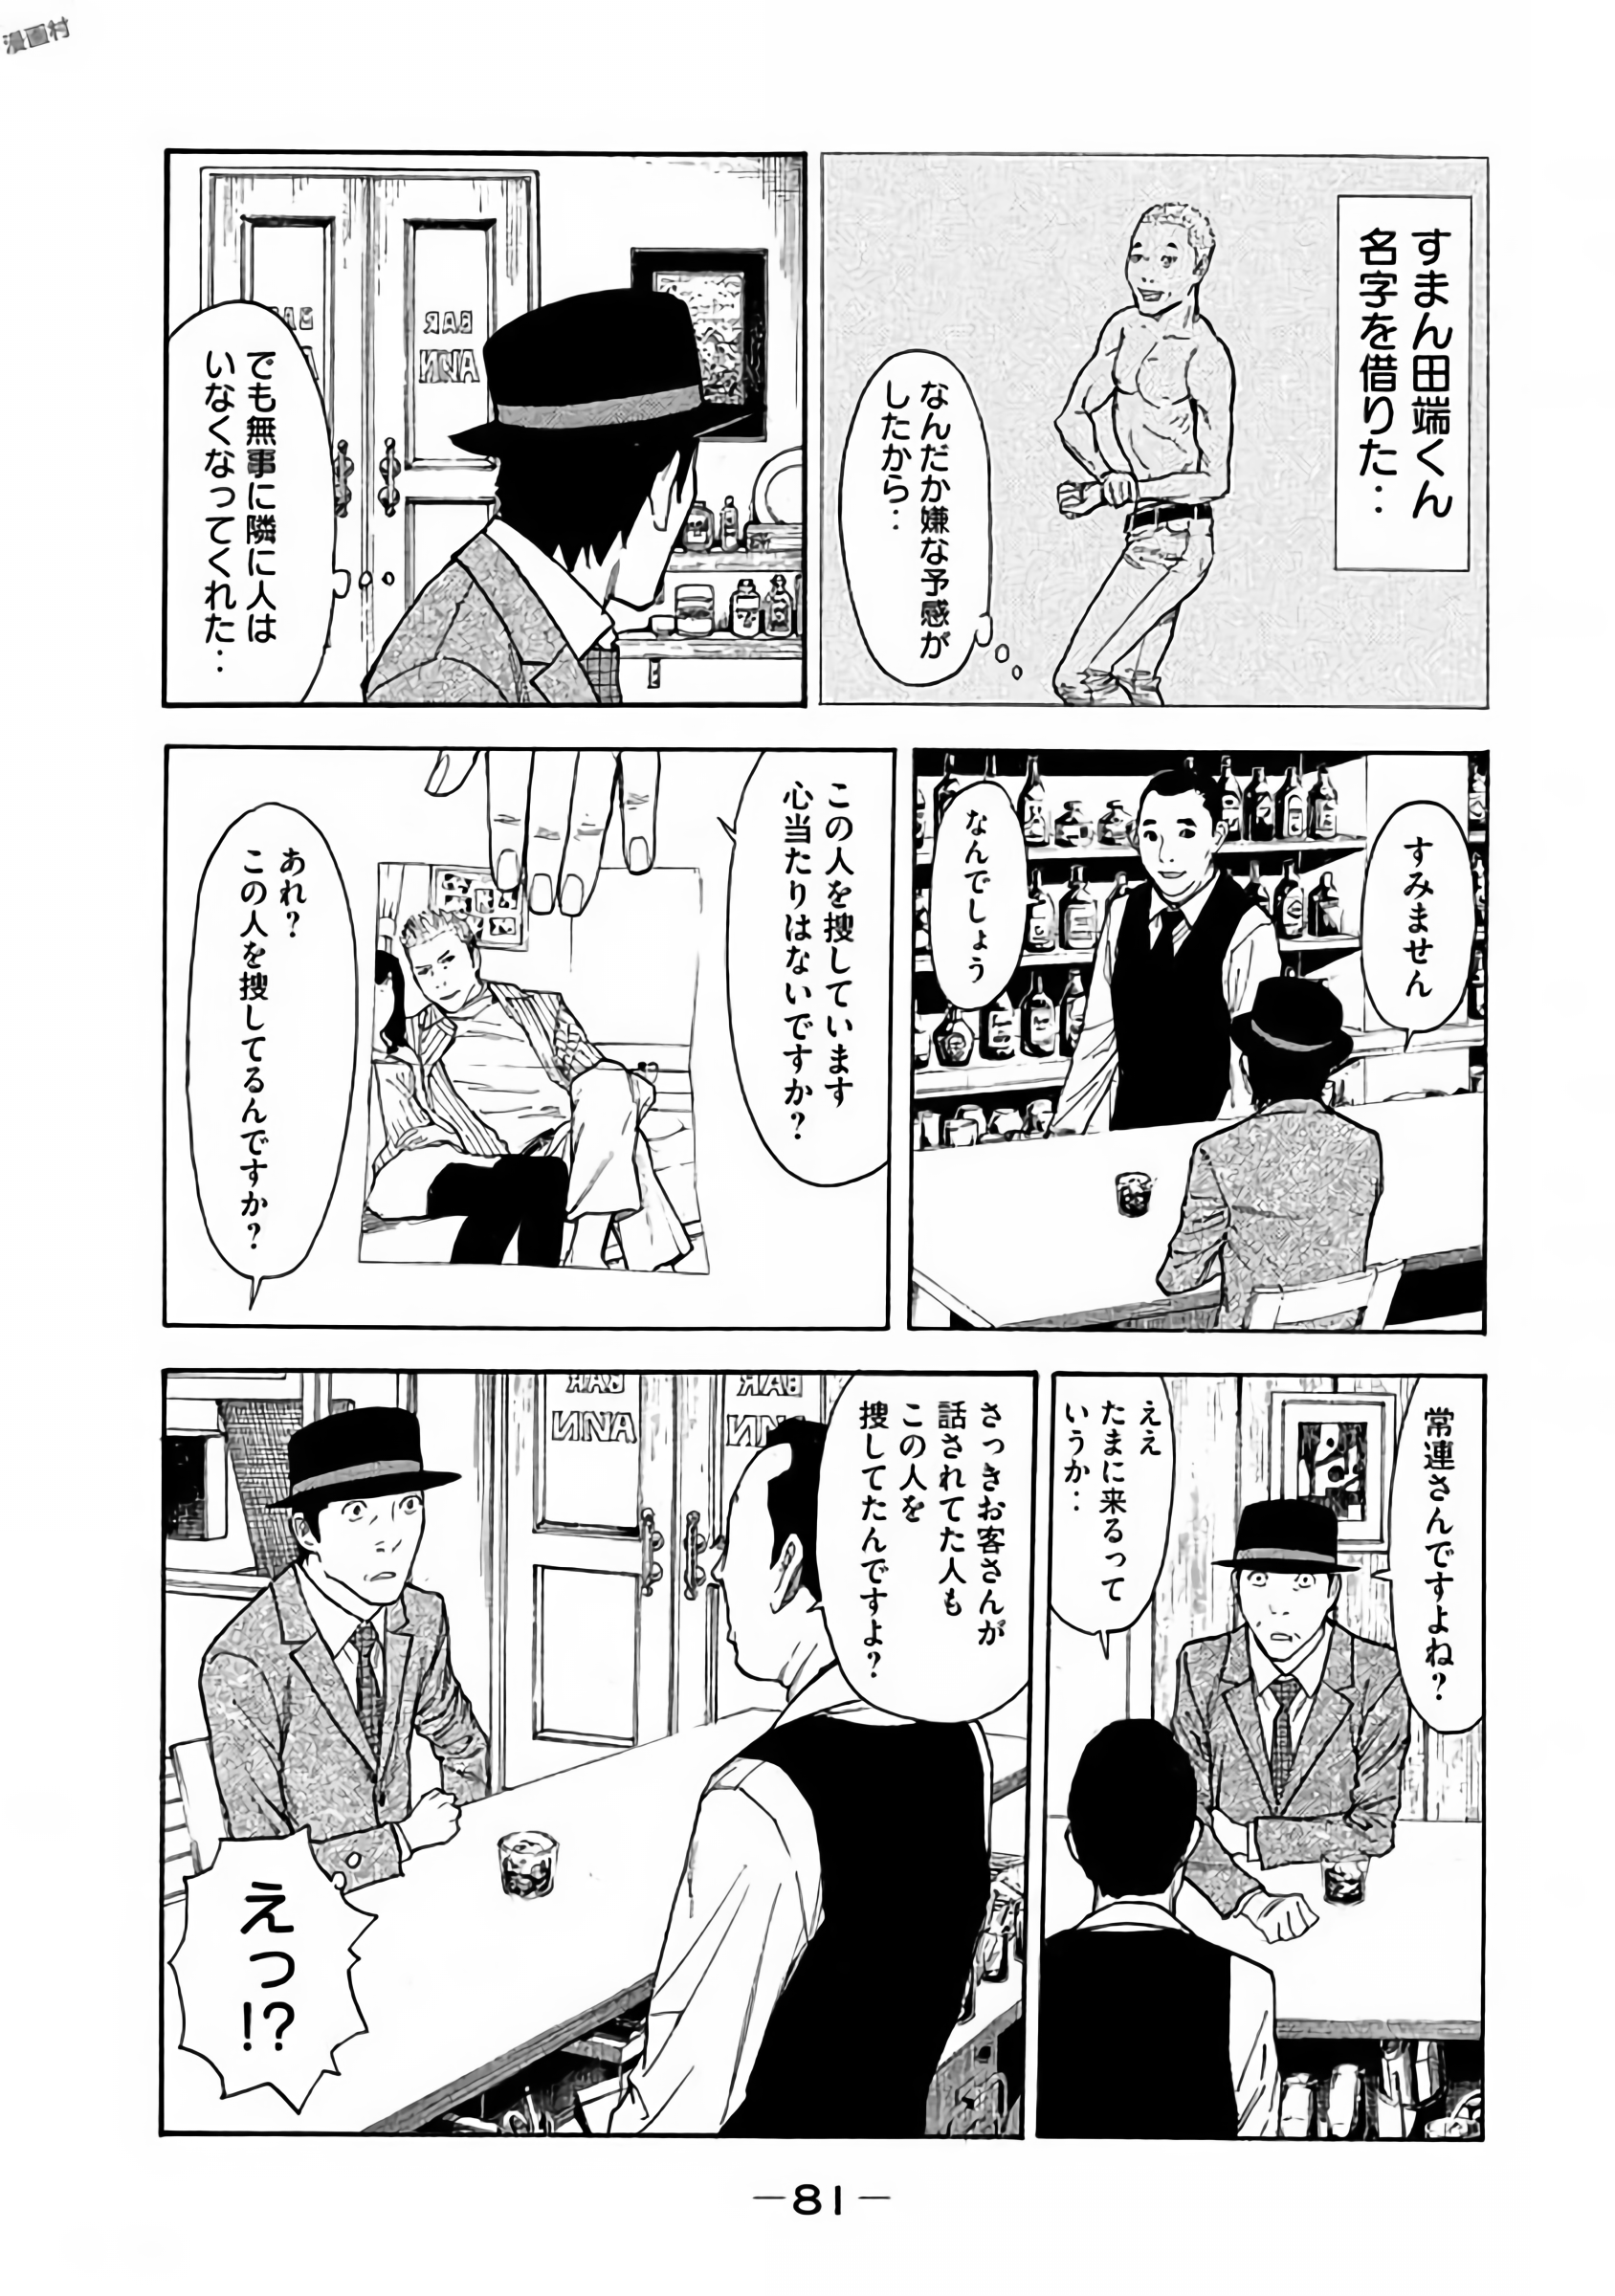 漫画村
すまん田端くん
名字を借りた‥
なんだか嫌な予感が
したから‥
BAR
BAR
ANN
でも無事に隣に人は
いなくなってくれた‥
すみません
なんでしょう
この人を捜しています
心当たりはないですか？
あれ？
この人を捜してるんですか？
常連さんですよね？
ええ
たまに来るって
いうか‥
BAR
ANN
BAR
ANN
さっきお客さんが
話されてた人も
この人を
捜してたんですよ？
えっ!?
—81—